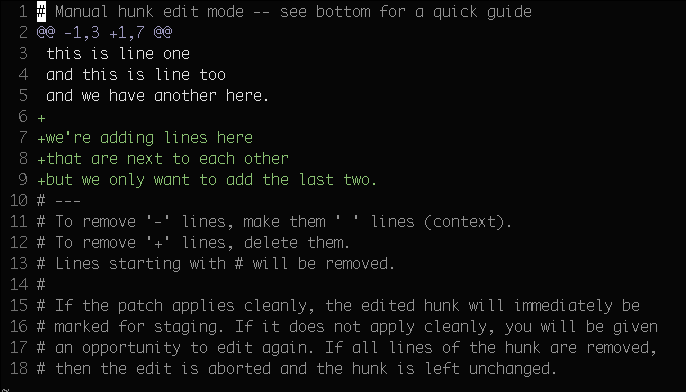 1 # Manual hunk edit mode -- see bottom for a quick guide
2 @@ -1,3 +1,7 @@
3  this is line one
4  and this is line too
5  and we have another here.
6 +
7 +we're adding lines here
8 +that are next to each other
9 +but we only want to add the last two.
10 # ---
11 # To remove '-' lines, make them ' ' lines (context).
12 # To remove '+' lines, delete them.
13 # Lines starting with # will be removed.
14 #
15 # If the patch applies cleanly, the edited hunk will immediately be
16 # marked for staging. If it does not apply cleanly, you will be given
17 # an opportunity to edit again. If all lines of the hunk are removed,
18 # then the edit is aborted and the hunk is left unchanged.
~